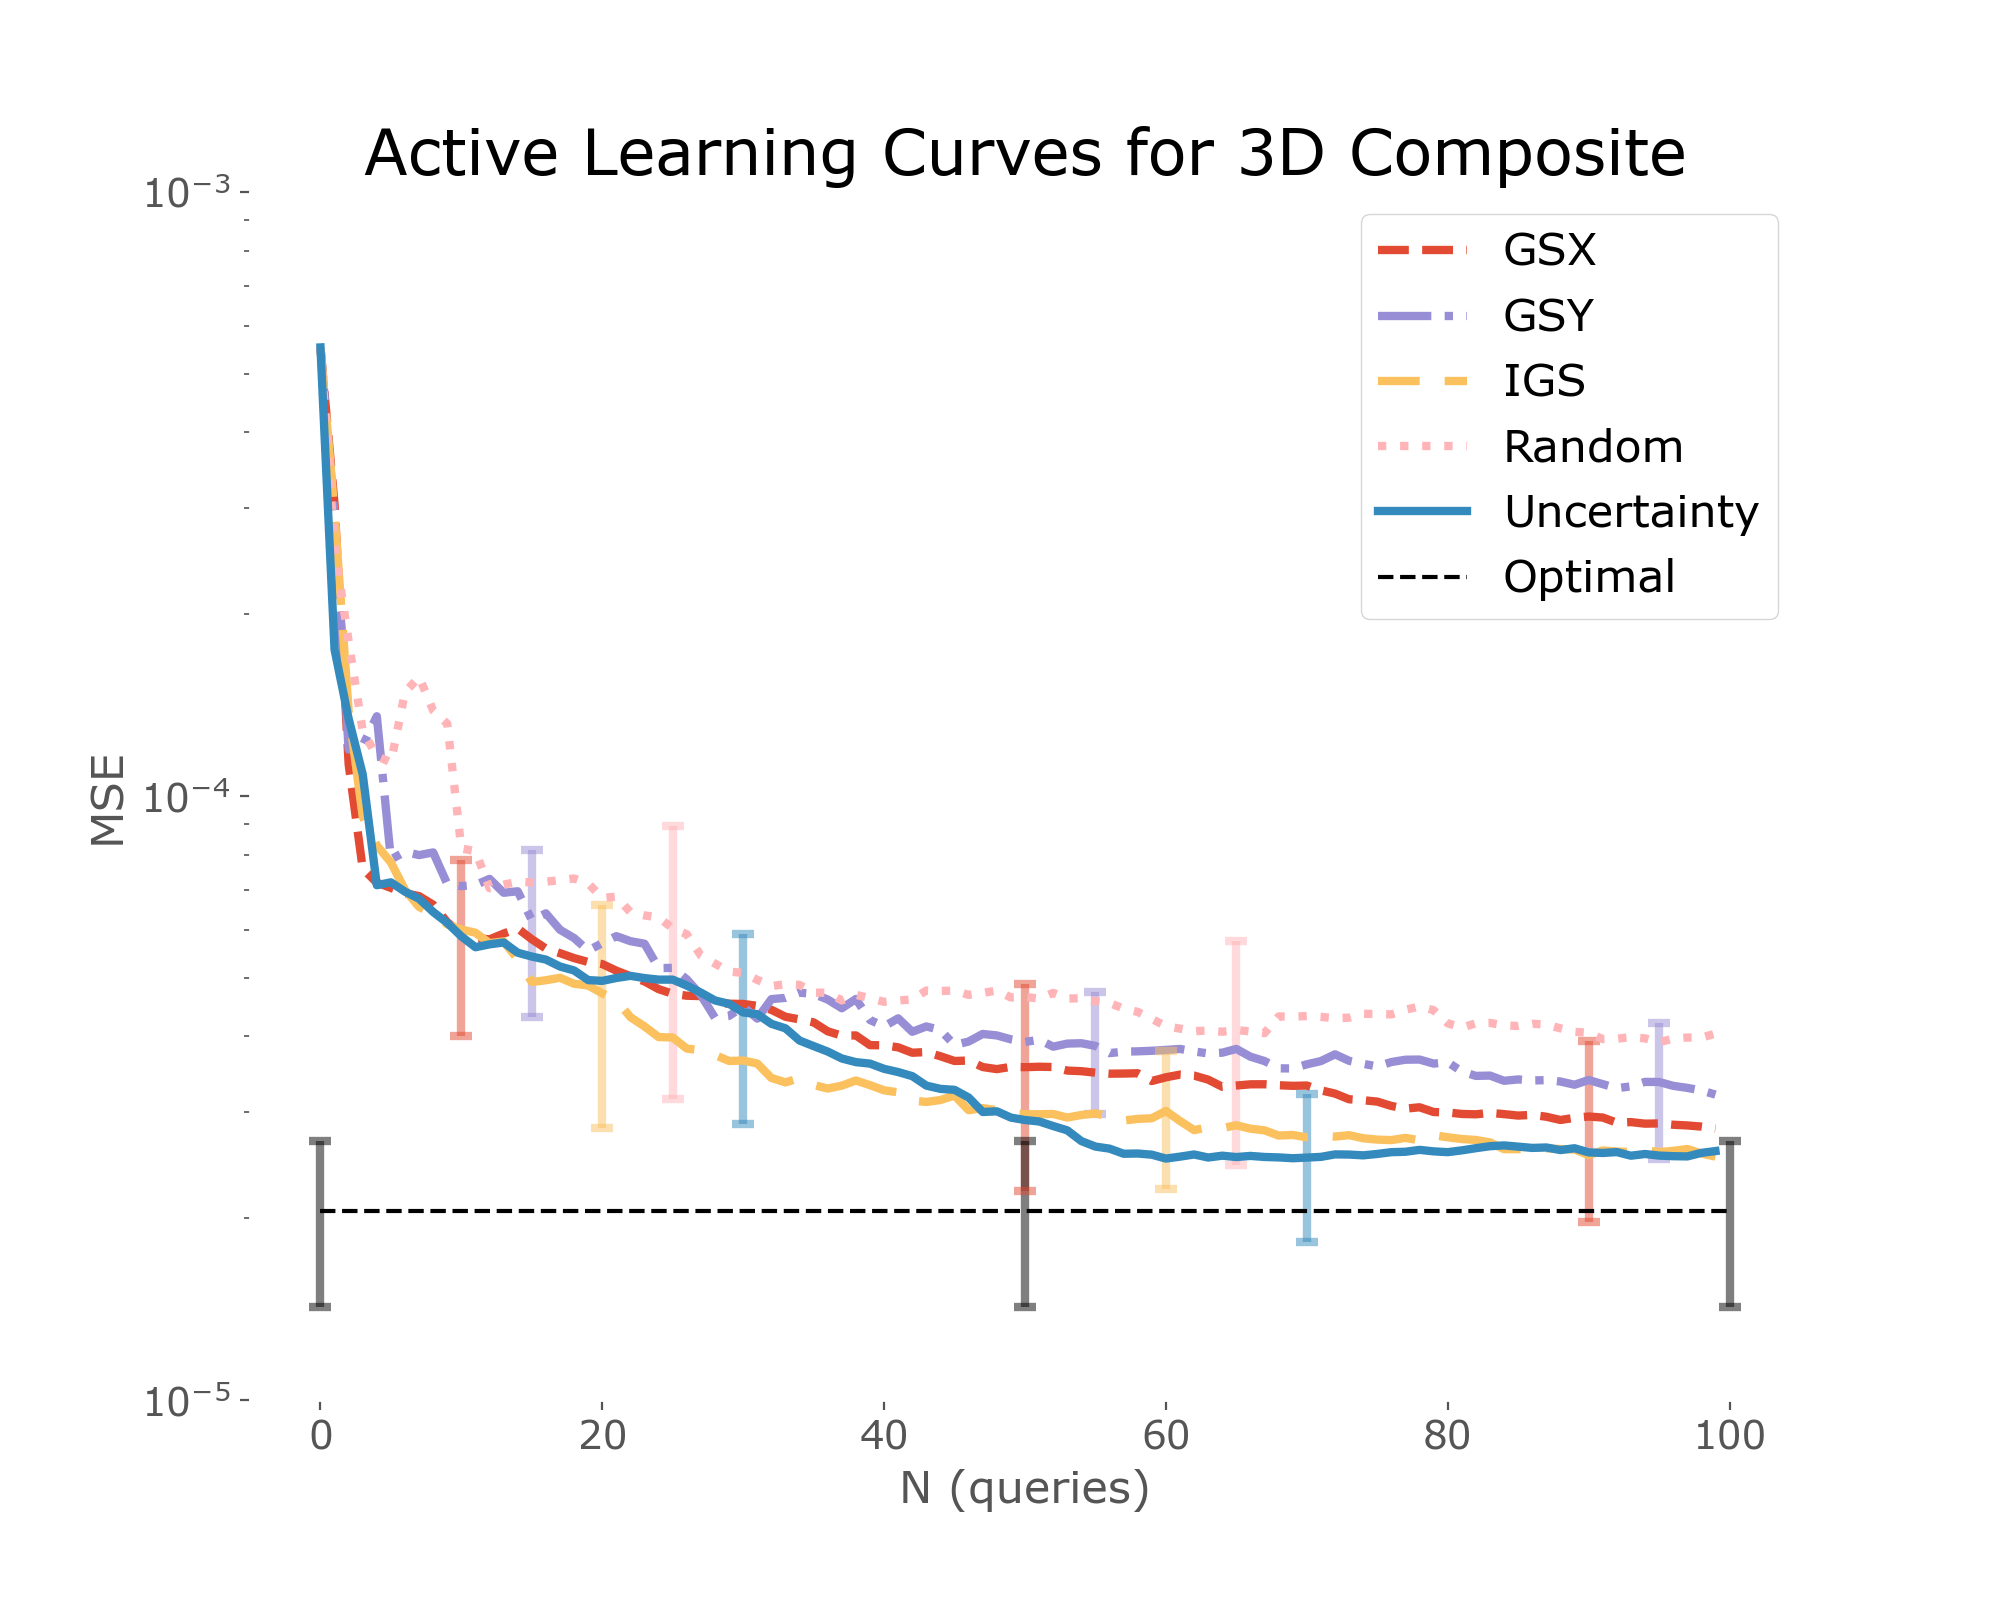 Active Learning Curves for 3D Composite
10⁻³
10⁻⁴
10⁻⁵
MSE
GSX
GSY
IGS
Random
Uncertainty
Optimal
0 20 40 60 80 100
N (queries)